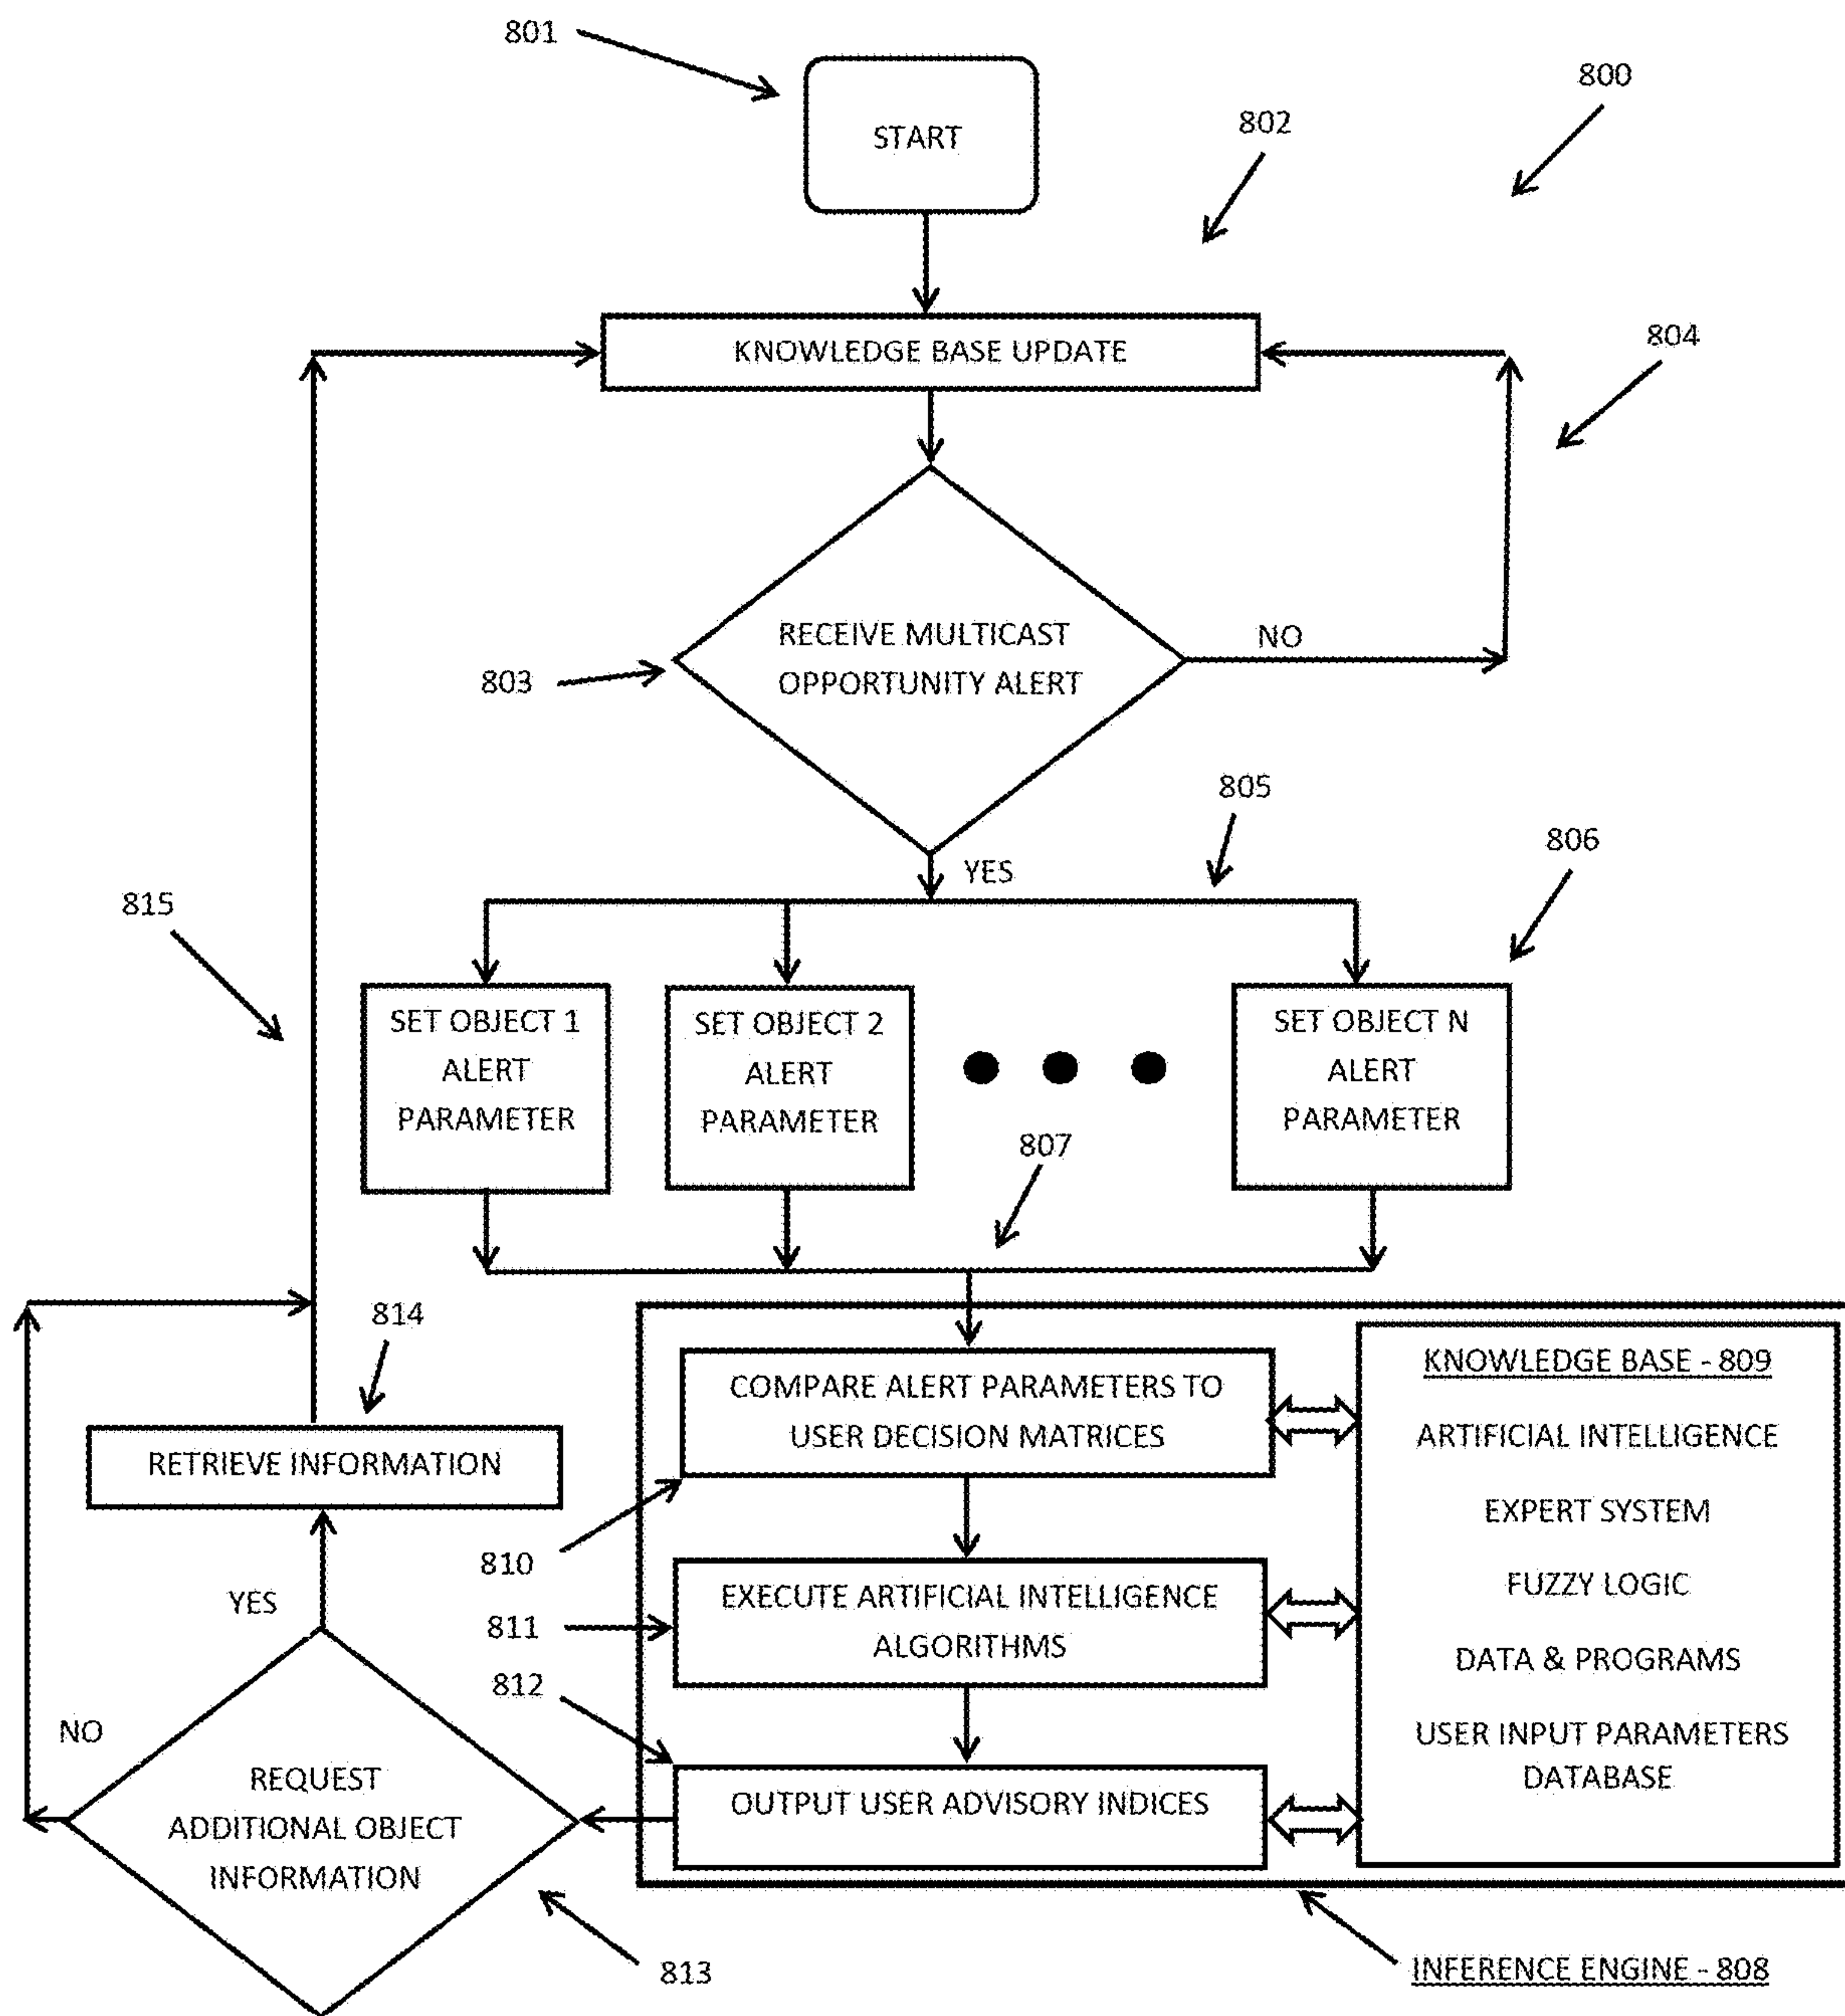 801
800
START
802
804
KNOWLEDGE BASE UPDATE
RECEIVE MULTICAST
OPPORTUNITY ALERT
NO
803
805
YES
806
815
SET OBJECT 1
ALERT
PARAMETER
SET OBJECT 2
ALERT
PARAMETER
SET OBJECT N
ALERT
PARAMETER
807
814
RETRIEVE INFORMATION
COMPARE ALERT PARAMETERS TO
USER DECISION MATRICES
KNOWLEDGE BASE - 809
ARTIFICIAL INTELLIGENCE
EXPERT SYSTEM
FUZZY LOGIC
DATA & PROGRAMS
USER INPUT PARAMETERS
DATABASE
810
YES
EXECUTE ARTIFICIAL INTELLIGENCE
ALGORITHMS
811
812
NO
REQUEST
ADDITIONAL OBJECT
INFORMATION
OUTPUT USER ADVISORY INDICES
813
INFERENCE ENGINE - 808